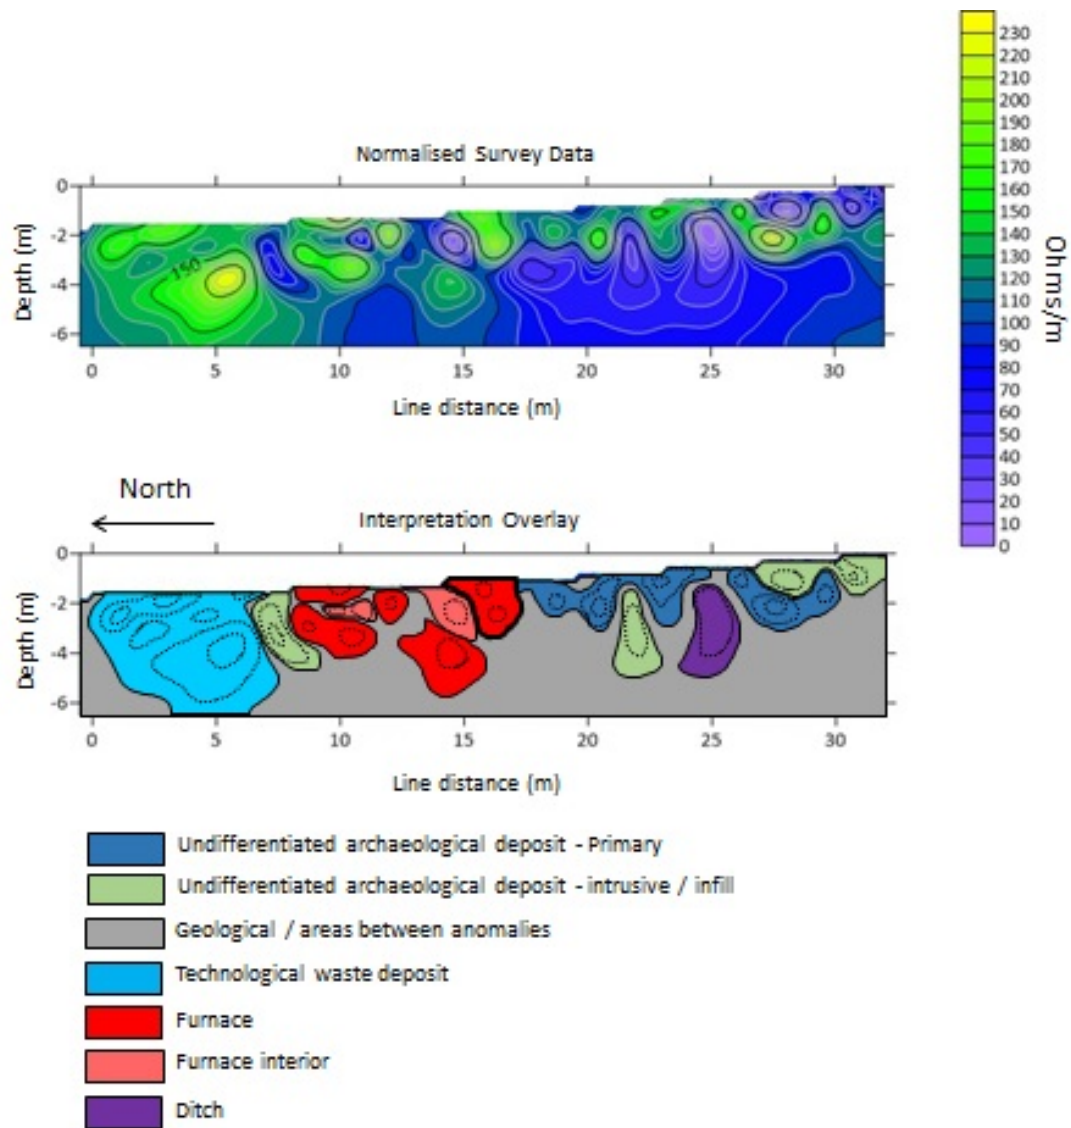 Normalised Survey Data
0
-2
-4
-6
Depth (m)
150
0 5 10 15 20 25 30
Line distance (m)
230
220
210
200
190
180
170
160
150
140
130
120
110
100
90
80
70
60
50
40
30
20
10
0
Ohms/m
North
Interpretation Overlay
0
-2
-4
-6
Depth (m)
0 5 10 15 20 25 30
Line distance (m)
Undifferentiated archaeological deposit - Primary
Undifferentiated archaeological deposit - intrusive / infill
Geological / areas between anomalies
Technological waste deposit
Furnace
Furnace interior
Ditch